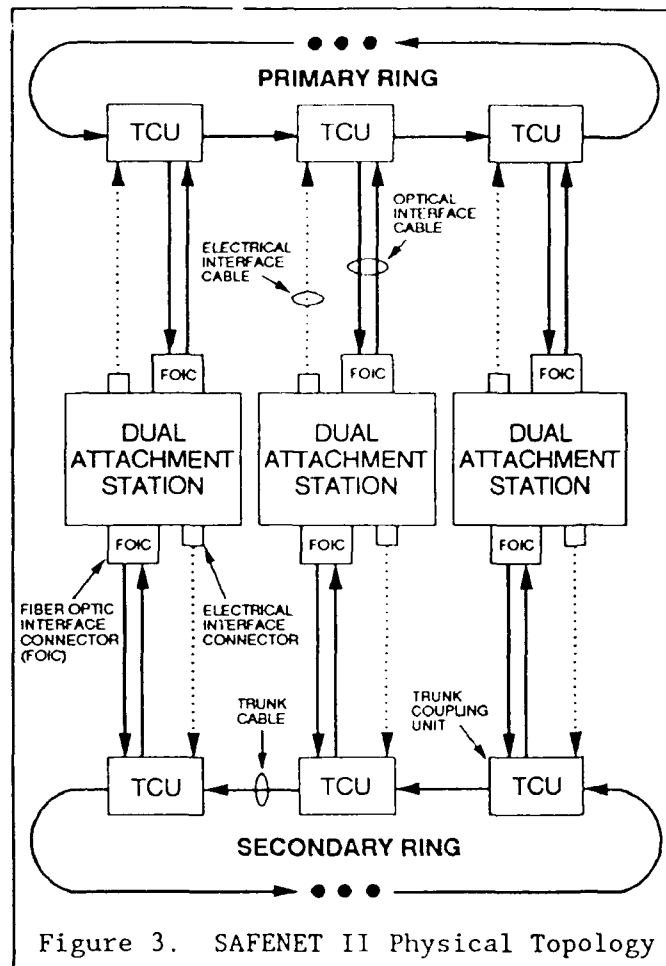 PRIMARY RING
TCU TCU TCU
OPTICAL
INTERFACE
CABLE
ELECTRICAL
INTERFACE
CABLE
FOIC FOIC FOIC
DUAL
ATTACHMENT
STATION
DUAL
ATTACHMENT
STATION
DUAL
ATTACHMENT
STATION
FOIC FOIC FOIC
FIBER OPTIC
INTERFACE
CONNECTOR
(FOIC)
ELECTRICAL
INTERFACE
CONNECTOR
TRUNK
CABLE
TRUNK
COUPLING
UNIT
TCU TCU TCU
SECONDARY RING
Figure 3. SAFENET II Physical Topology